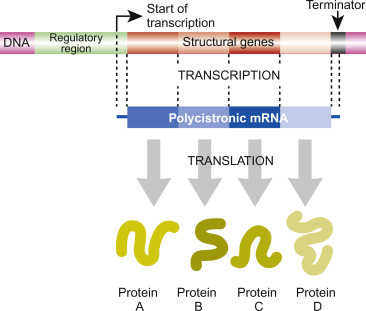 Terminator
Start of
transcription
DNA
Regulatory
region
Structural genes
TRANSCRIPTION
Polycistronic mRNA
TRANSLATION
Protein
A
Protein
B
Protein
C
Protein
D